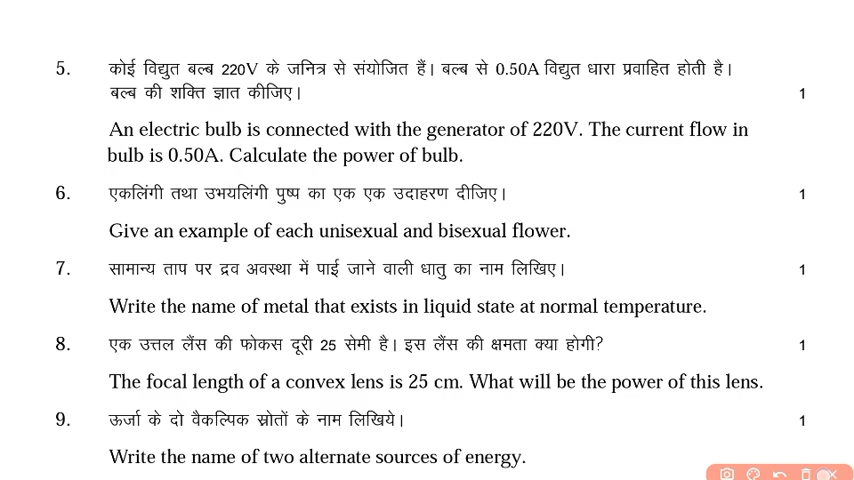 5. कोई विद्युत बल्ब 220V के जनित्र से संयोजित हैं। बल्ब से 0.50A विद्युत धारा प्रवाहित होती है।
बल्ब की शक्ति ज्ञात कीजिए। 1
An electric bulb is connected with the generator of 220V. The current flow in
bulb is 0.50A. Calculate the power of bulb.
6. एकलिंगी तथा उभयलिंगी पुष्प का एक एक उदाहरण दीजिए। 1
Give an example of each unisexual and bisexual flower.
7. सामान्य ताप पर द्रव अवस्था में पाई जाने वाली धातु का नाम लिखिए। 1
Write the name of metal that exists in liquid state at normal temperature.
8. एक उत्तल लैंस की फोकस दूरी 25 सेमी है। इस लैंस की क्षमता क्या होगी? 1
The focal length of a convex lens is 25 cm. What will be the power of this lens.
9. ऊर्जा के दो वैकल्पिक स्रोतों के नाम लिखिये। 1
Write the name of two alternate sources of energy.